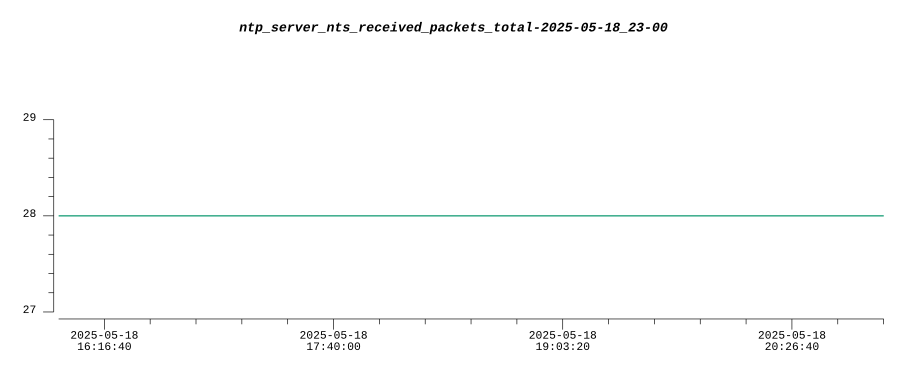 ntp_server_nts_received_packets_total-2025-05-18_23-00
29
28
27
2025-05-18 2025-05-18 2025-05-18 2025-05-18
16:16:40 17:40:00 19:03:20 20:26:40